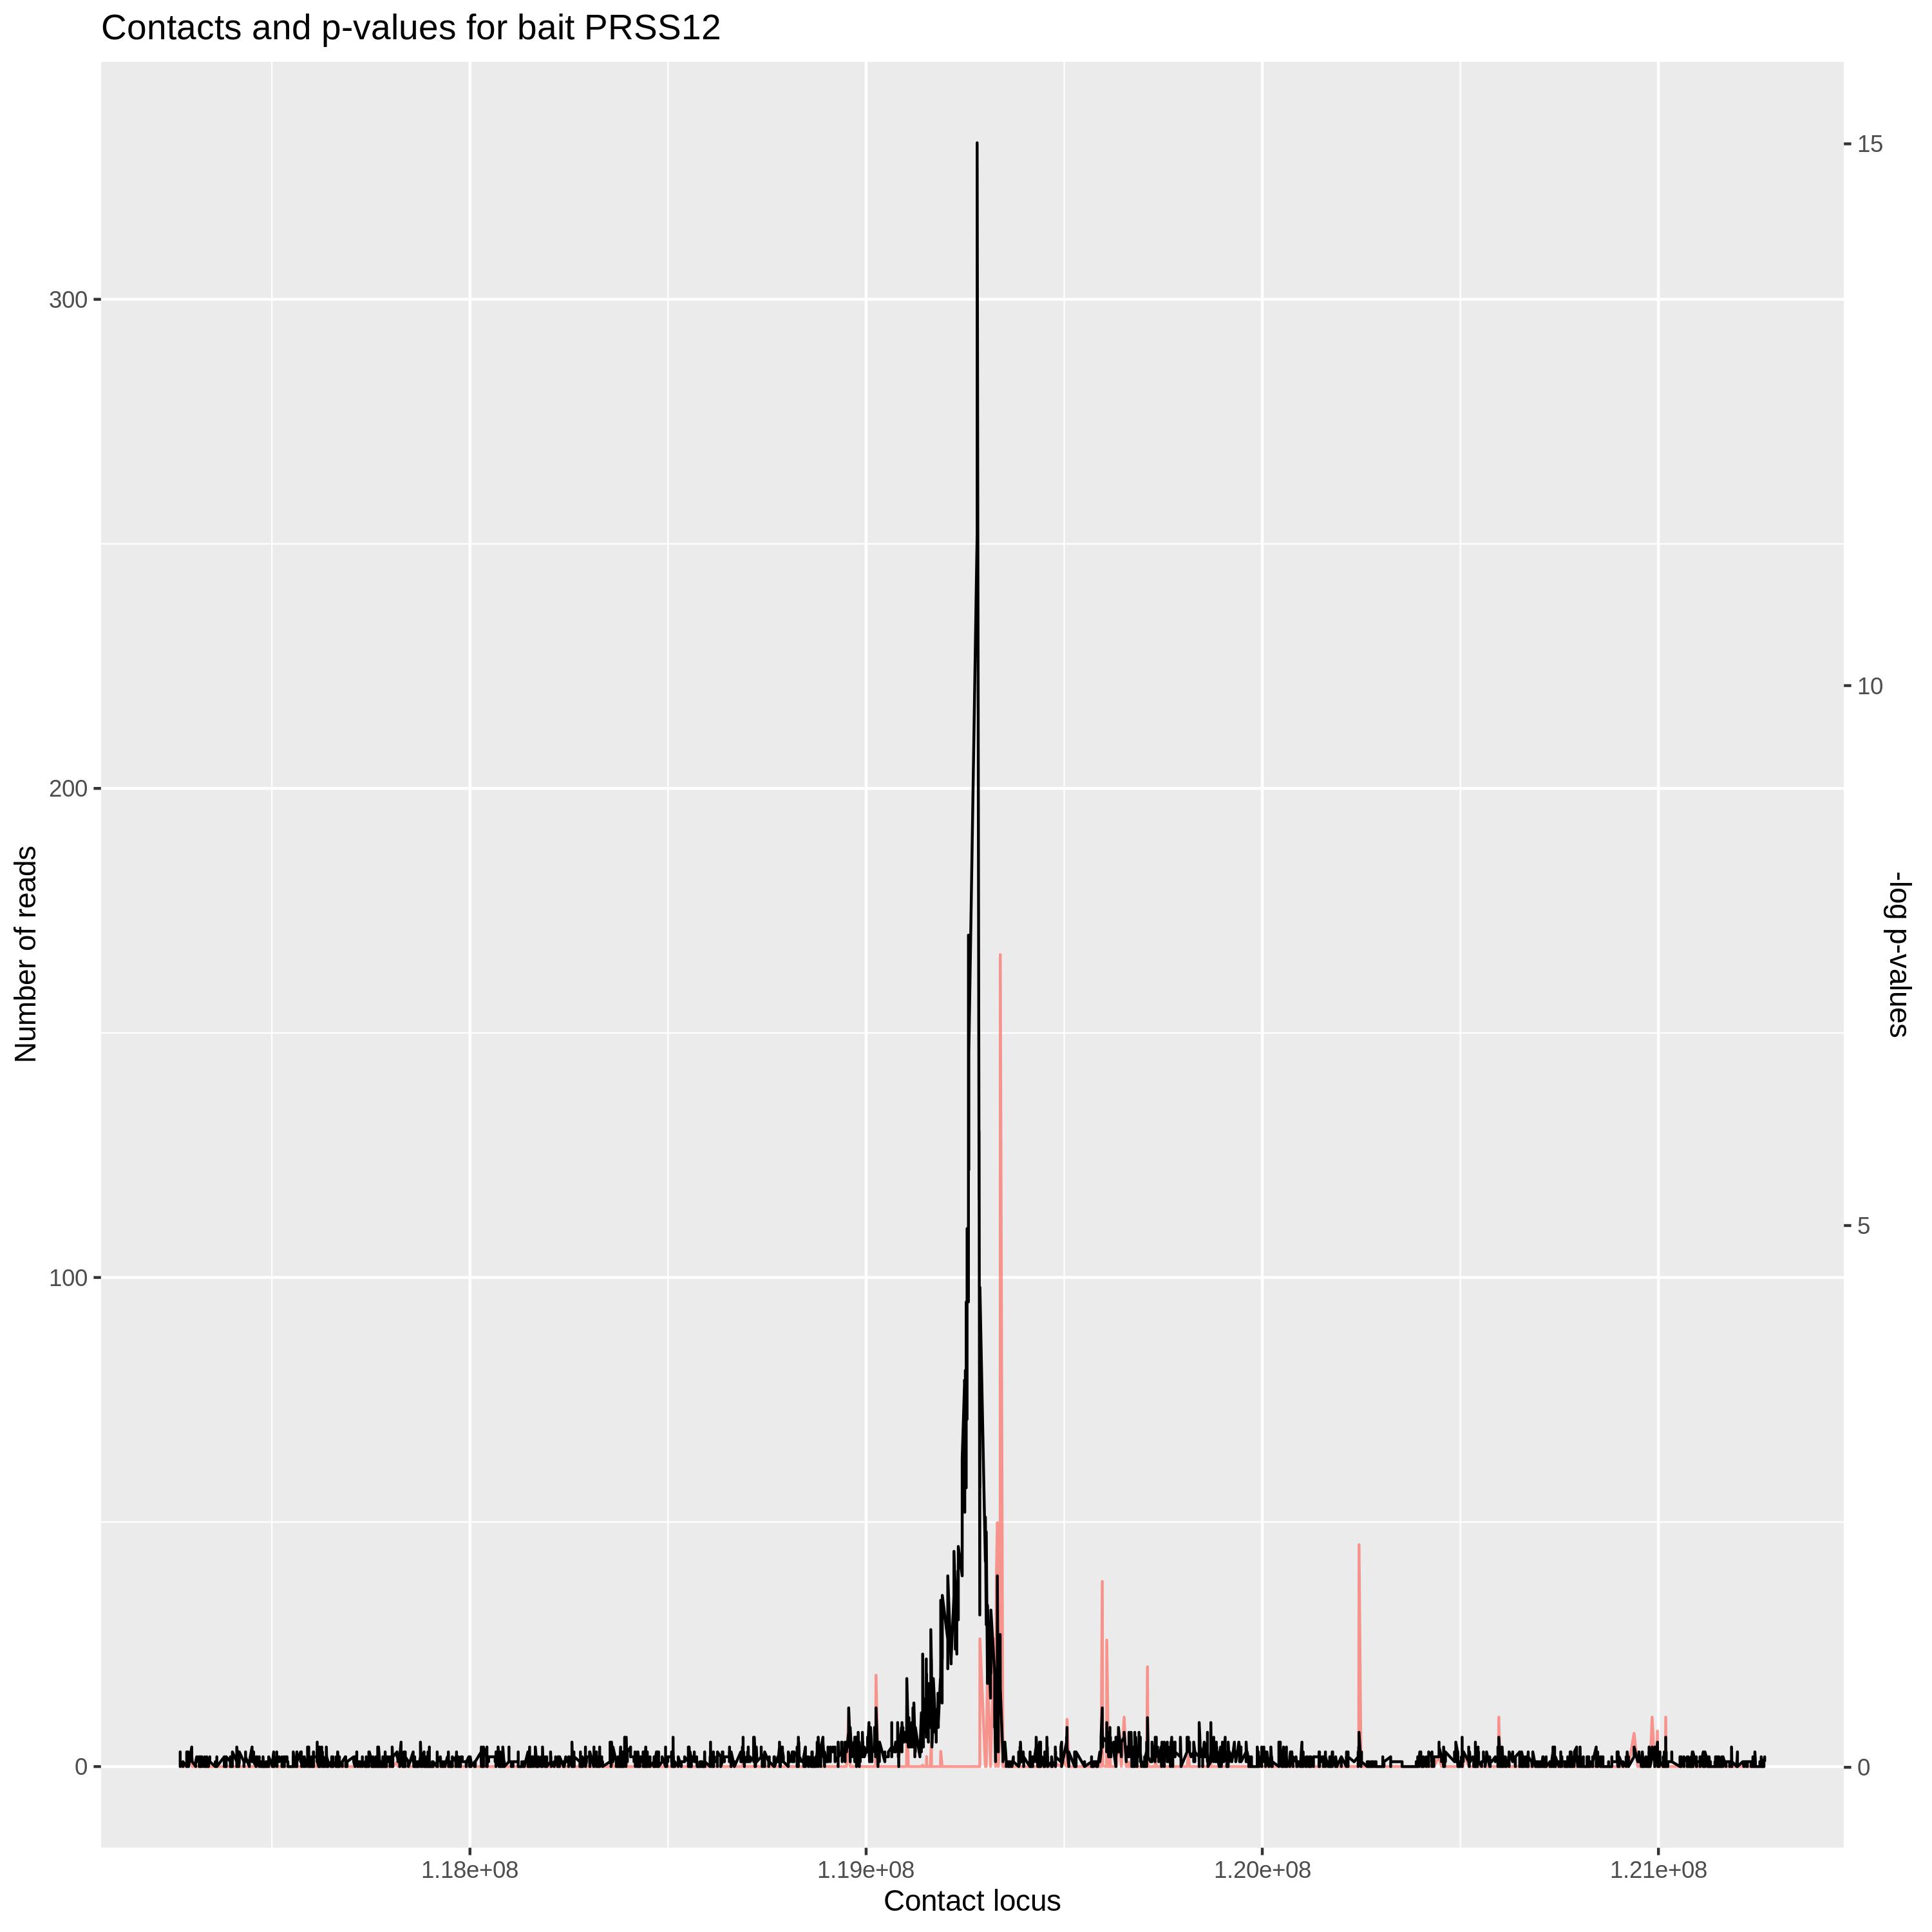 Contacts and p-values for bait PRSS12
Number of reads
300
200
100
0
15
10
5
0
-log p-values
1.18e+08
1.19e+08
1.20e+08
1.21e+08
Contact locus